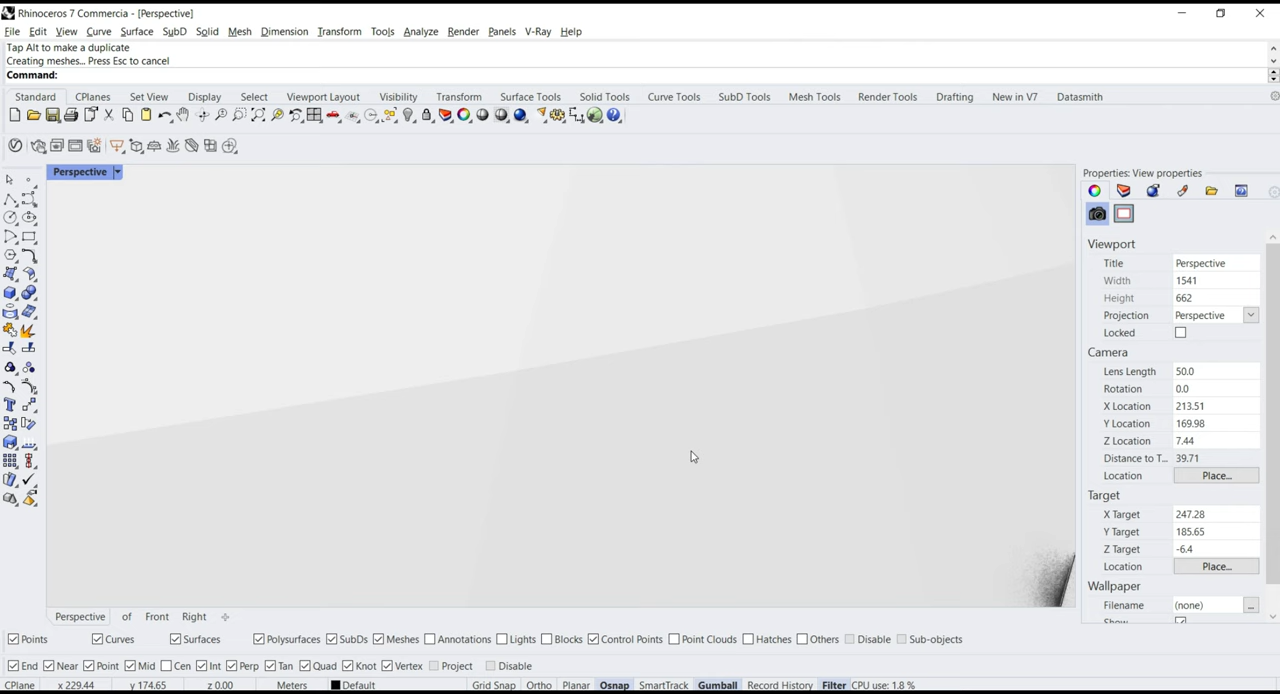 Rhinoceros 7 Commercia - [Perspective]
File Edit View Curve Surface SubD Solid Mesh Dimension Transform Tools Analyze Render Panels V-Ray Help
Tap Alt to make a duplicate
Creating meshes... Press Esc to cancel
Command:
Standard CPlanes Set View Display Select Viewport Layout Visibility Transform Surface Tools Solid Tools Curve Tools SubD Tools Mesh Tools Render Tools Drafting New in V7 Datasmith
Perspective
Properties: View properties
Viewport
Title Perspective
Width 1541
Height 662
Projection Perspective
Locked
Camera
Lens Length 50.0
Rotation 0.0
X Location 213.51
Y Location 169.98
Z Location 7.44
Distance to T... 39.71
Location Place...
Target
X Target 247.28
Y Target 185.65
Z Target -6.4
Location Place...
Wallpaper
Filename (none) ...
Show
Perspective of Front Right
Points Curves Surfaces Polysurfaces SubDs Meshes Annotations Lights Blocks Control Points Point Clouds Hatches Others Disable Sub-objects
End Near Point Mid Cen Int Perp Tan Quad Knot Vertex Project Disable
CPlane x 229.44 y 174.65 z 0.00 Meters Default Grid Snap Ortho Planar Osnap SmartTrack Gumball Record History Filter CPU use: 1.8 %